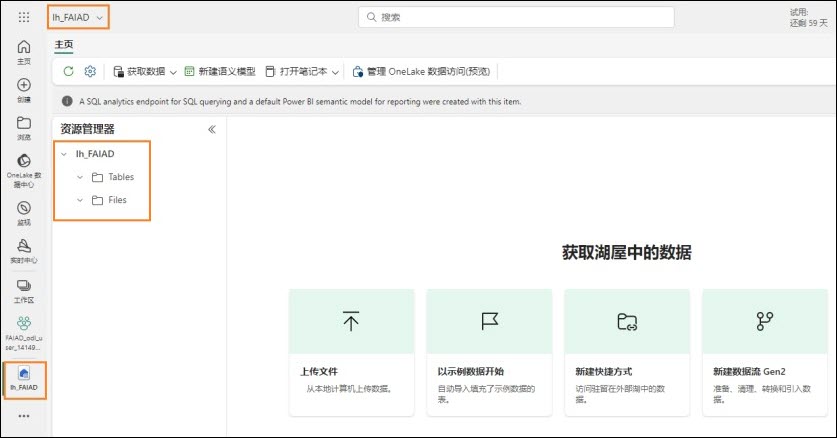 lh_FAIAD
搜索
试用:
还剩 59 天
主页
创建
浏览
OneLake 数
据中心
监视
实时中心
工作区
FAIAD_odl_u
ser_14149...
lh_FAIAD
主页
获取数据
新建语义模型
打开笔记本
管理 OneLake 数据访问(预览)
A SQL analytics endpoint for SQL querying and a default Power BI semantic model for reporting were created with this item.
资源管理器
lh_FAIAD
Tables
Files
获取湖屋中的数据
上传文件
从本地计算机上传数据。
以示例数据开始
自动导入填充了示例数据的
表。
新建快捷方式
访问驻留在外部湖中的数
据。
新建数据流 Gen2
准备、清理、转换和引入数
据。